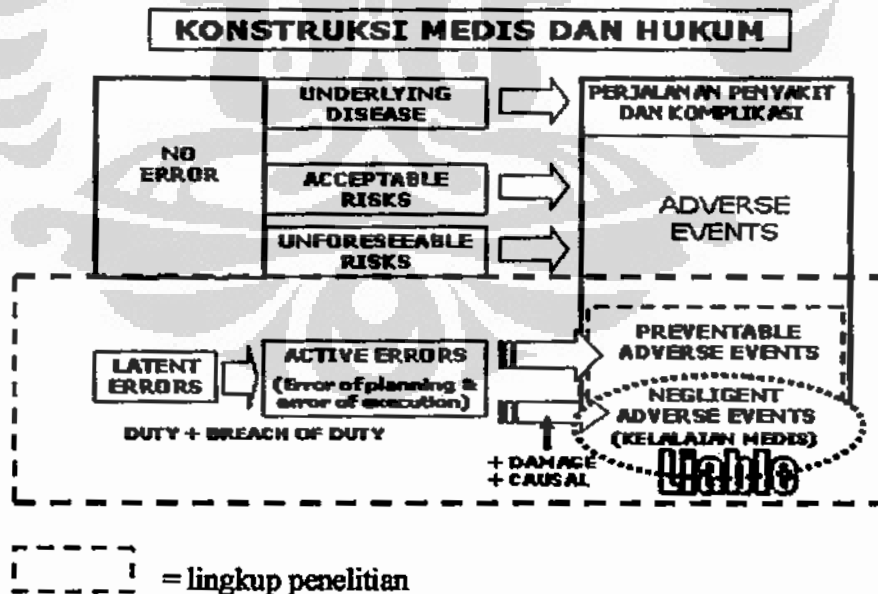 KONSTRUKSI MEDIS DAN HUKUM
NO
ERROR
UNDERLYING
DISEASE
ACCEPTABLE
RISKS
UNFORESEEABLE
RISKS
PERJALANAN PENYAKIT
DAN KOMPLIKASI
ADVERSE
EVENTS
LATENT
ERRORS
ACTIVE ERRORS
(Error of planning &
error of execution)
DUTY + BREACH OF DUTY
+ DAMAGE
+ CAUSAL
PREVENTABLE
ADVERSE EVENTS
NEGLIGENT
ADVERSE EVENTS
(KELALAIAN MEDIS)
Liable
= lingkup penelitian